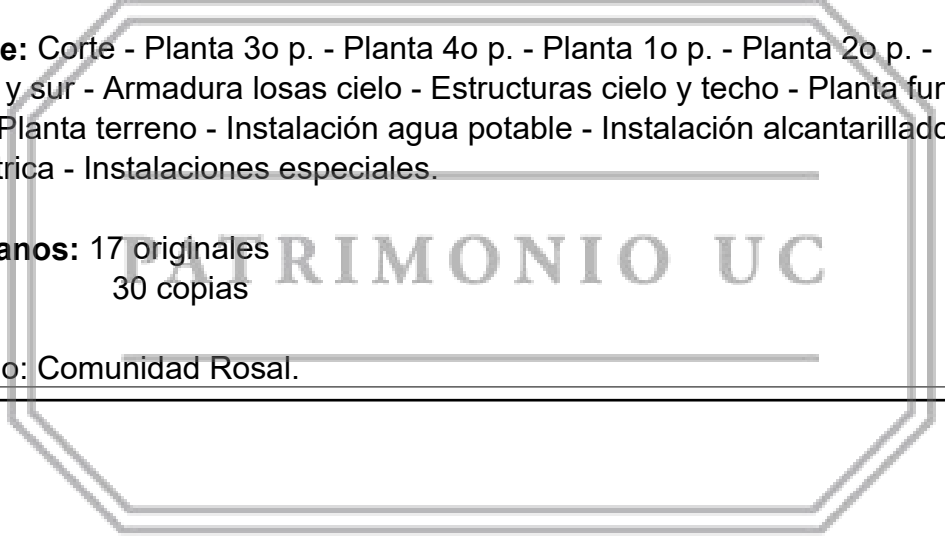 e: Corte - Planta 3o p. - Planta 4o p. - Planta 1o p. - Planta 2o p. -
y sur - Armadura losas cielo - Estructuras cielo y techo - Planta fun
Planta terreno - Instalación agua potable - Instalación alcantarillado
trica - Instalaciones especiales.
anos: 17 originales
PATRIMONIO UC
30 copias
o: Comunidad Rosal.